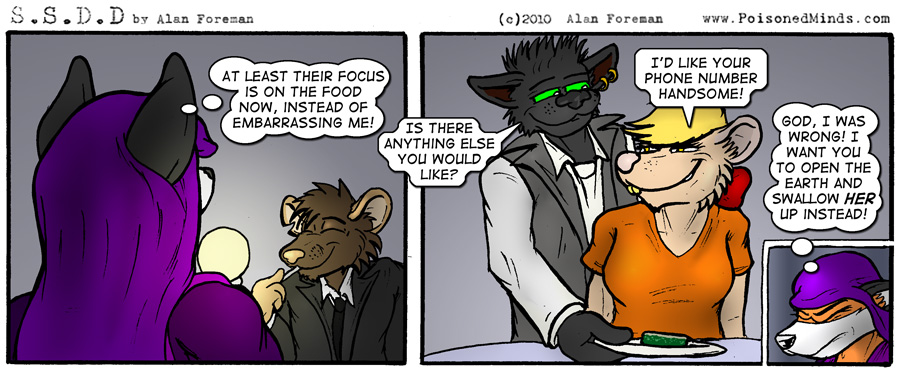 S.S.D.D by Alan Foreman (c)2010 Alan Foreman www.PoisonedMinds.com
AT LEAST THEIR FOCUS
IS ON THE FOOD
NOW, INSTEAD OF
EMBARRASSING ME!
IS THERE
ANYTHING ELSE
YOU WOULD
LIKE?
I'D LIKE YOUR
PHONE NUMBER
HANDSOME!
GOD, I WAS
WRONG! I
WANT YOU
TO OPEN THE
EARTH AND
SWALLOW HER
UP INSTEAD!